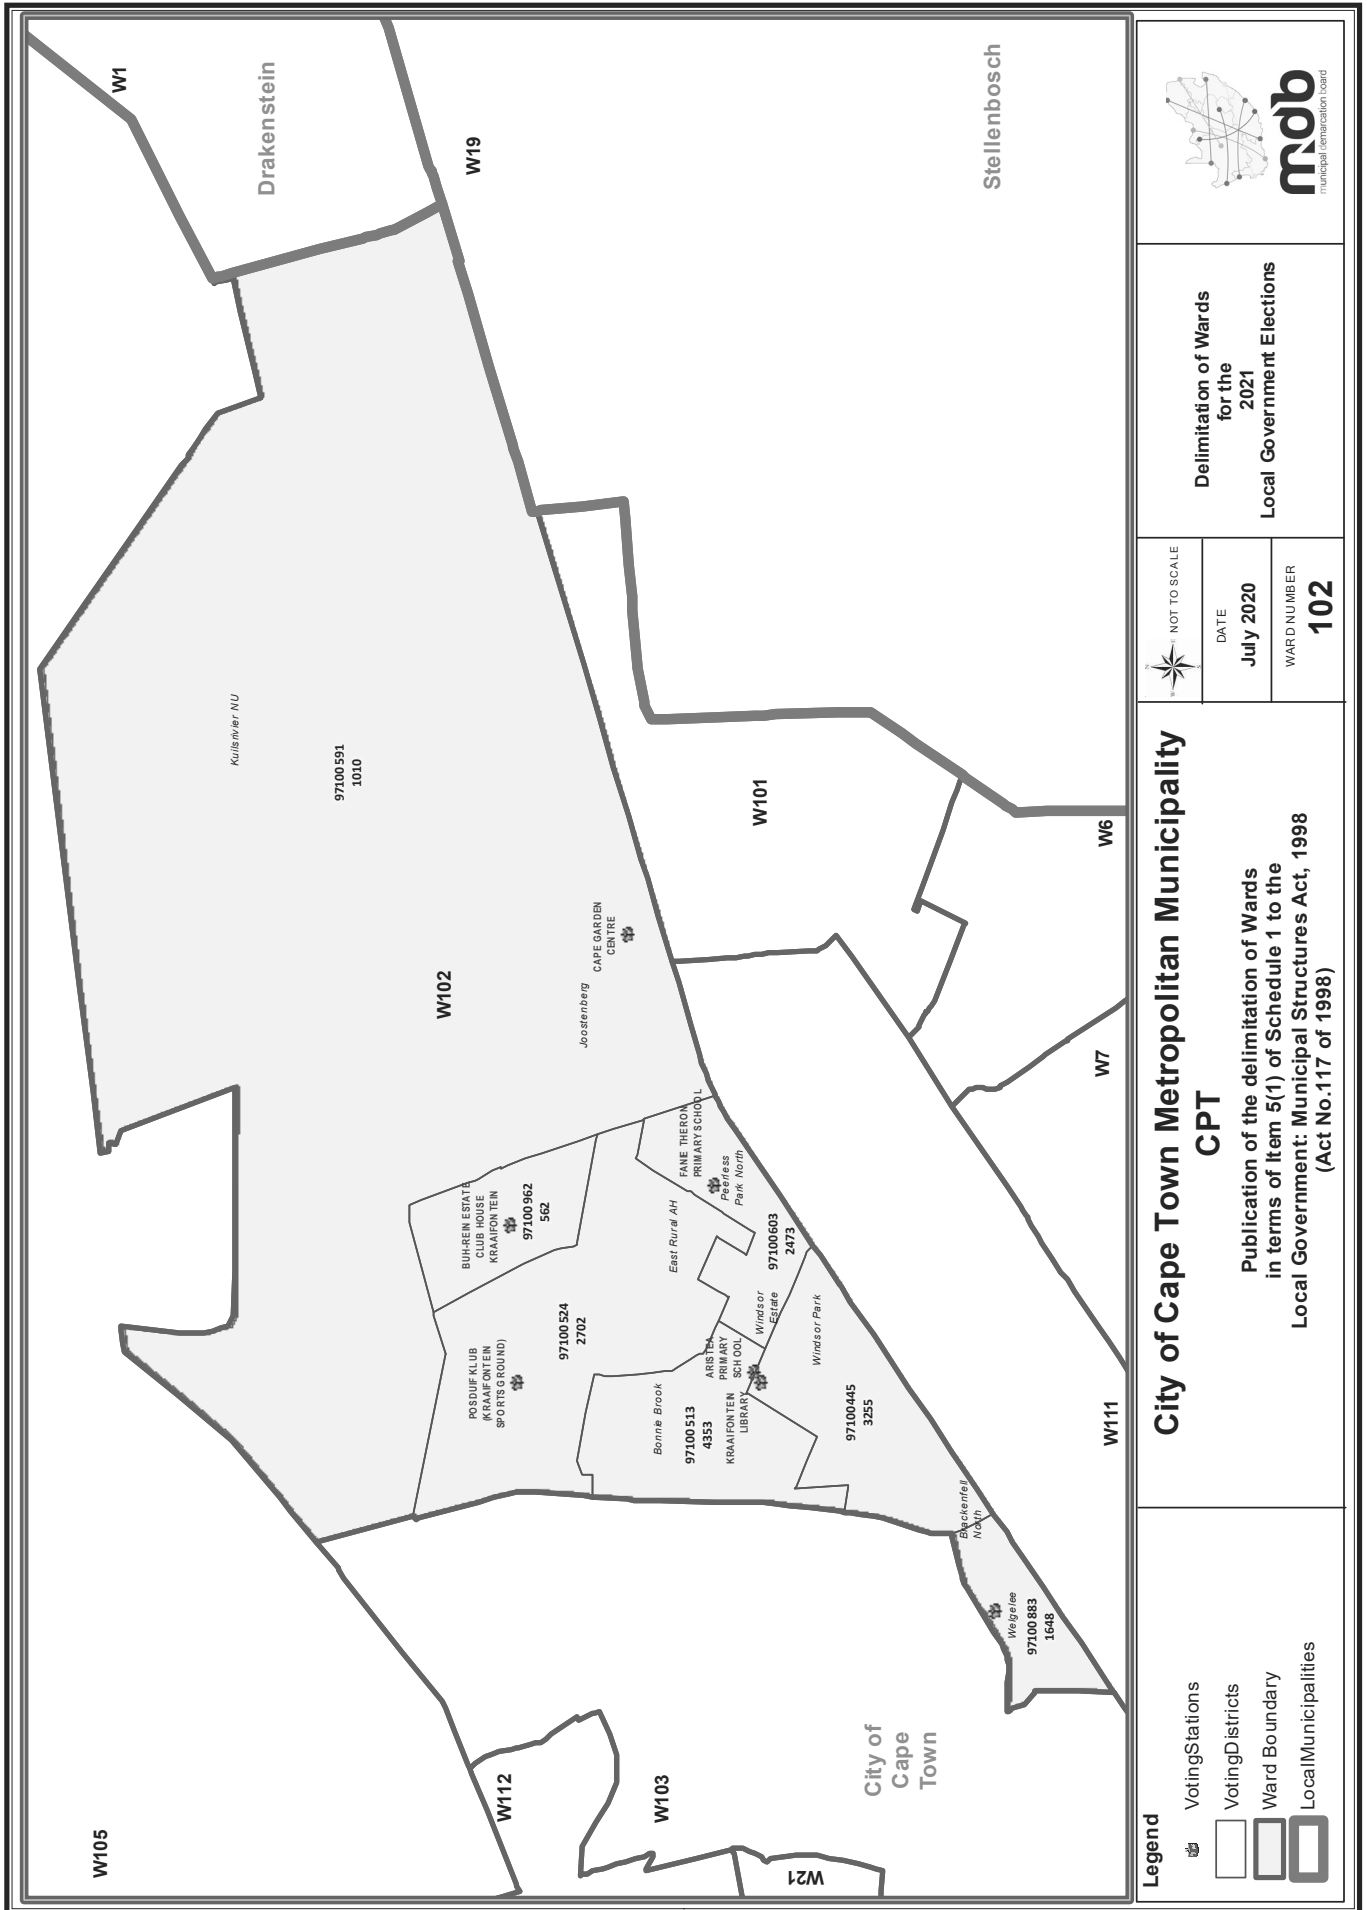 W105
W1
Drakenstein
W19
Stellenbosch
Kuilsrivier NU
97100591
1010
W102
Joostenberg
CAPE GARDEN
CENTRE
BUH-REIN ESTATE
CLUB HOUSE
KRAAIFONTEIN
97100962
562
POSDUIF KLUB
(KRAAIFONTEIN
SPORTS GROUND)
97100524
2702
East Rural AH
FANE THERON
PRIMARY SCHOOL
Peerless
Park North
97100603
2473
Bonnie Brook
97100513
4353
ARISTEA
PRIMARY
SCHOOL
KRAAIFONTEIN
LIBRARY
Windsor
Estate
Windsor Park
97100445
3255
Brackenfell
North
Welgelee
97100883
1648
W101
W6
W7
W111
W112
W103
W21
City of
Cape
Town
Legend
VotingStations
VotingDistricts
Ward Boundary
LocalMunicipalities
City of Cape Town Metropolitan Municipality
CPT
Publication of the delimitation of Wards
in terms of Item 5(1) of Schedule 1 to the
Local Government: Municipal Structures Act, 1998
(Act No.117 of 1998)
N
E
S
W
NOT TO SCALE
DATE
July 2020
WARD NUMBER
102
Delimitation of Wards
for the
2021
Local Government Elections
mdb
municipal demarcation board